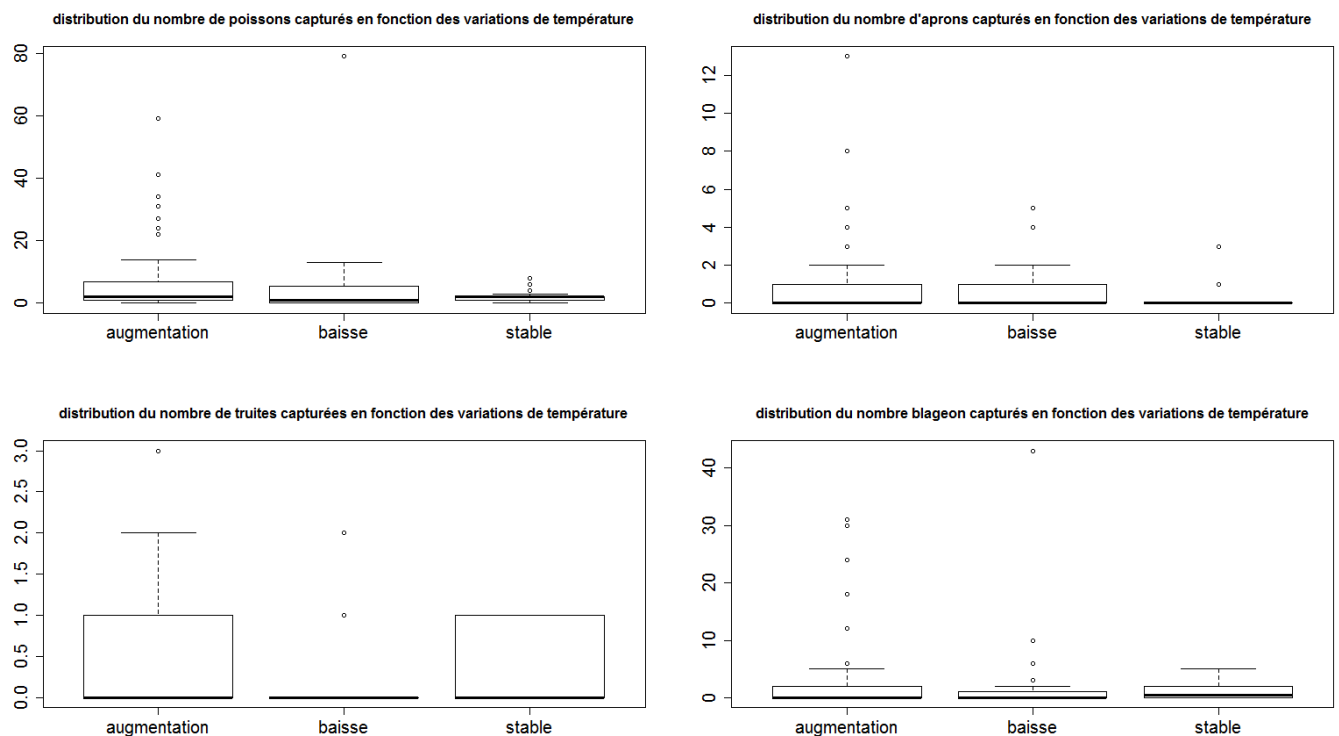 distribution du nombre de poissons capturés en fonction des variations de température
80
60
40
20
0
augmentation
baisse
stable
distribution du nombre d'aprons capturés en fonction des variations de température
12
10
8
6
4
2
0
augmentation
baisse
stable
distribution du nombre de truites capturées en fonction des variations de température
3.0
2.5
2.0
1.5
1.0
0.5
0.0
augmentation
baisse
stable
distribution du nombre blageon capturés en fonction des variations de température
40
30
20
10
0
augmentation
baisse
stable